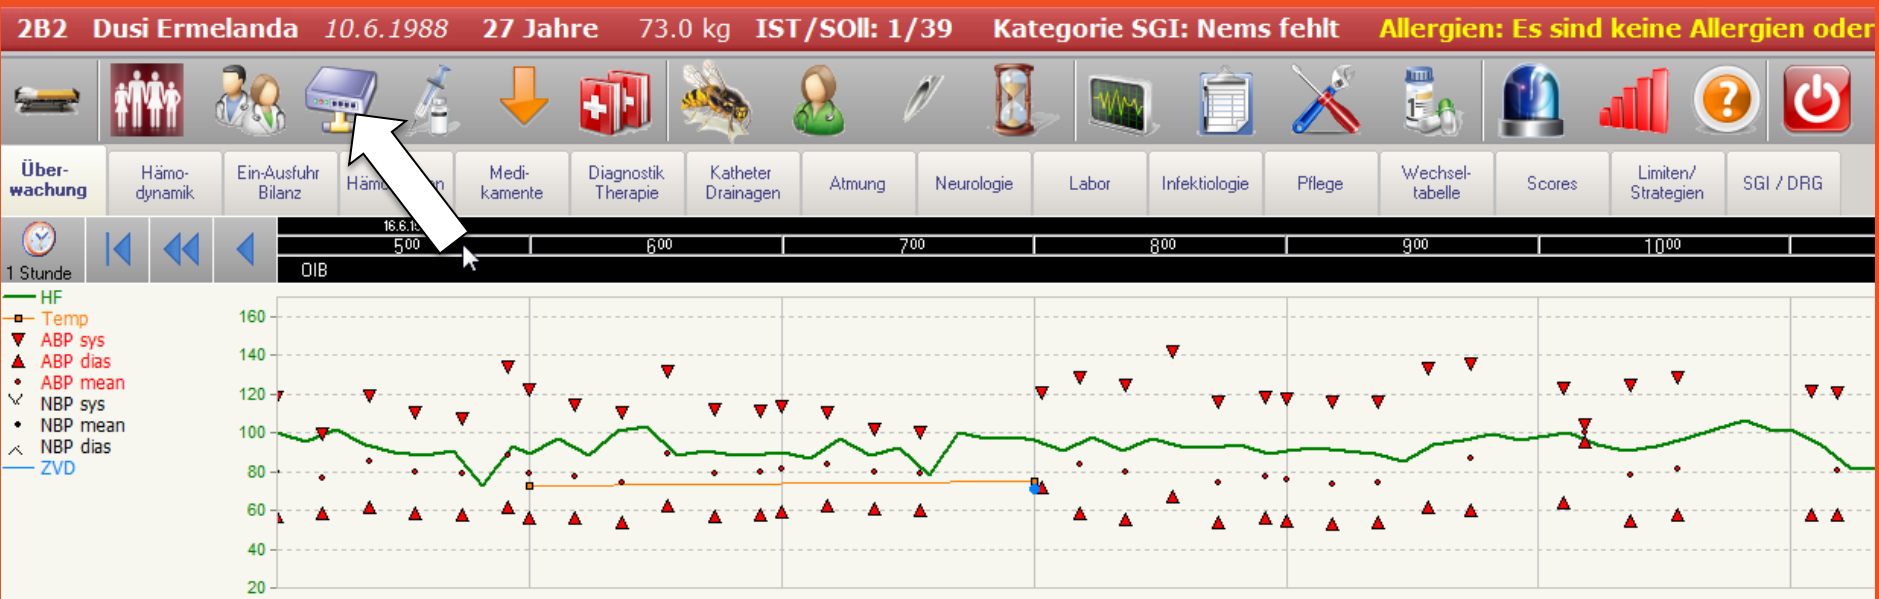 2B2 Dusi Ermelanda 10.6.1988 27 Jahre 73.0 kg IST/SOll: 1/39 Kategorie SGI: Nems fehlt Allergien: Es sind keine Allergien oder
Über-
wachung
Hämo-
dynamik
Ein-Ausfuhr
Bilanz
Medi-
kamente
Diagnostik
Therapie
Katheter
Drainagen
Atmung
Neurologie
Labor
Infektiologie
Pflege
Wechsel-
tabelle
Scores
Limiten/
Strategien
SGI / DRG
1 Stunde
500 600 700 800 900 1000
OIB
HF
Temp
ABP sys
ABP dias
ABP mean
NBP sys
NBP mean
NBP dias
ZVD
160
140
120
100
80
60
40
20